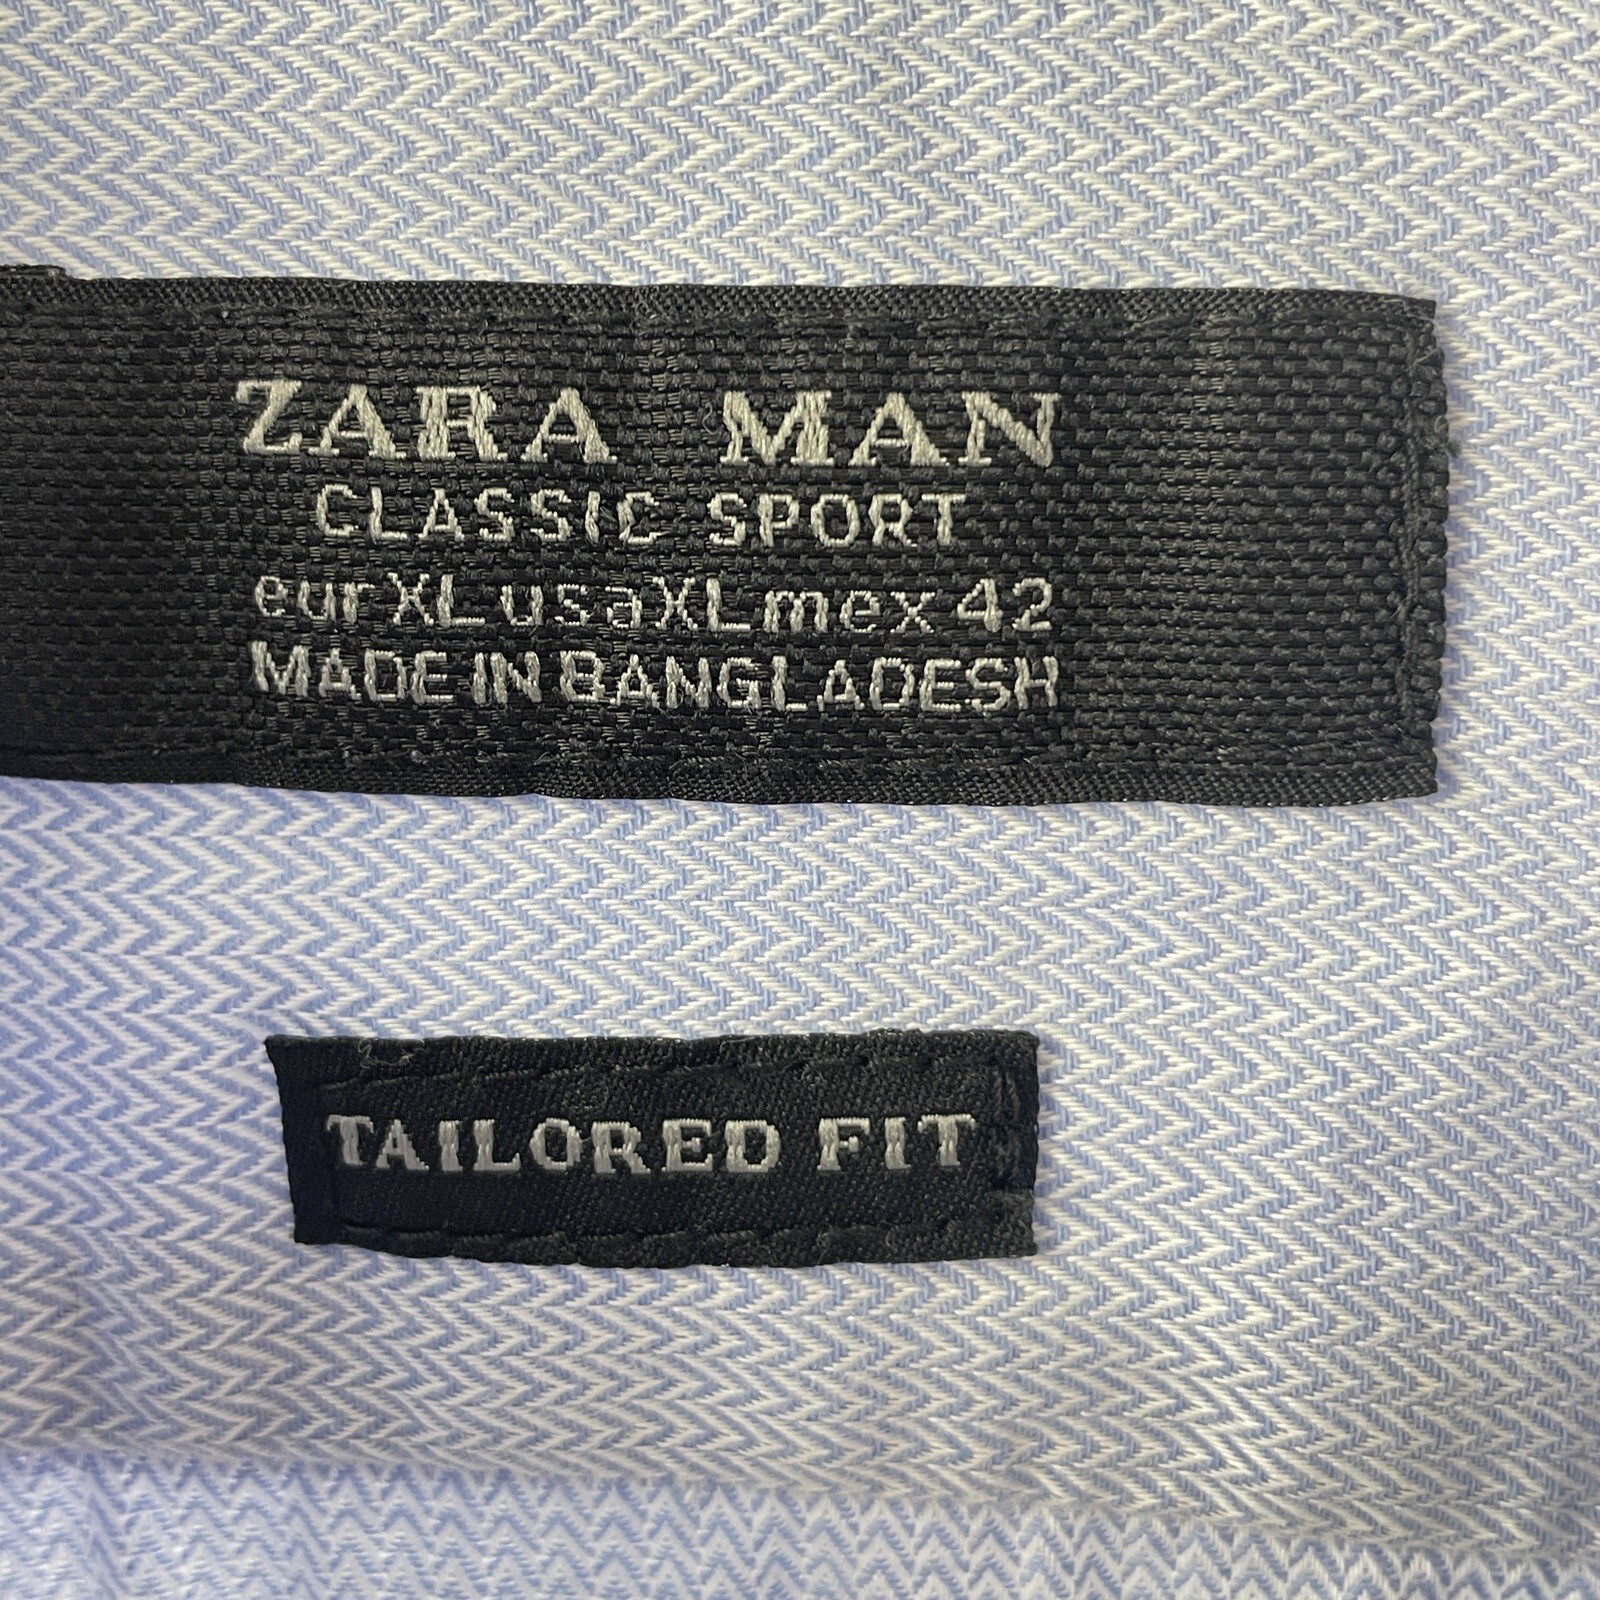 ZARA MAN
CLASSIC SPORT
eur XL usa XL mex 42
MADE IN BANGLADESH
TAILORED FIT